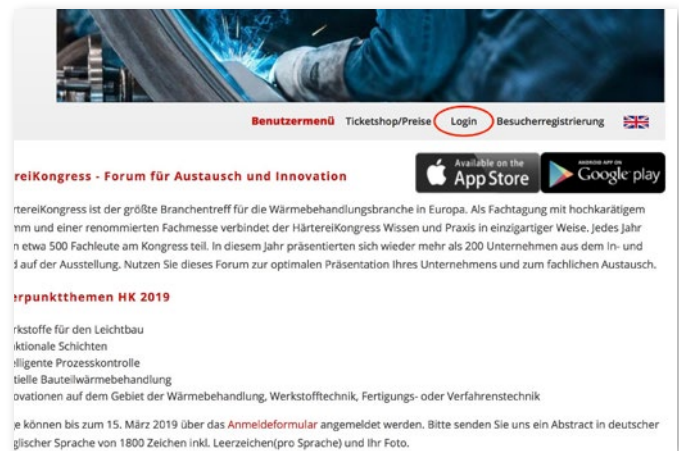 Benutzermenü Ticketshop/Preise Login Besucherregistrierung
Available on the
App Store
ANDROID APP ON
Google play
reiKongress - Forum für Austausch und Innovation
rtereiKongress ist der größte Branchentreff für die Wärmebehandlungsbranche in Europa. Als Fachtagung mit hochkarätigem
mm und einer renommierten Fachmesse verbindet der HärtereiKongress Wissen und Praxis in einzigartiger Weise. Jedes Jahr
n etwa 500 Fachleute am Kongress teil. In diesem Jahr präsentierten sich wieder mehr als 200 Unternehmen aus dem In- und
d auf der Ausstellung. Nutzen Sie dieses Forum zur optimalen Präsentation Ihres Unternehmens und zum fachlichen Austausch.
erpunktthemen HK 2019
rkstoffe für den Leichtbau
ktionale Schichten
elligente Prozesskontrolle
tielle Bauteilwärmebehandlung
ovationen auf dem Gebiet der Wärmebehandlung, Werkstofftechnik, Fertigungs- oder Verfahrenstechnik
e können bis zum 15. März 2019 über das Anmeldeformular angemeldet werden. Bitte senden Sie uns ein Abstract in deutscher
glischer Sprache von 1800 Zeichen inkl. Leerzeichen(pro Sprache) und Ihr Foto.